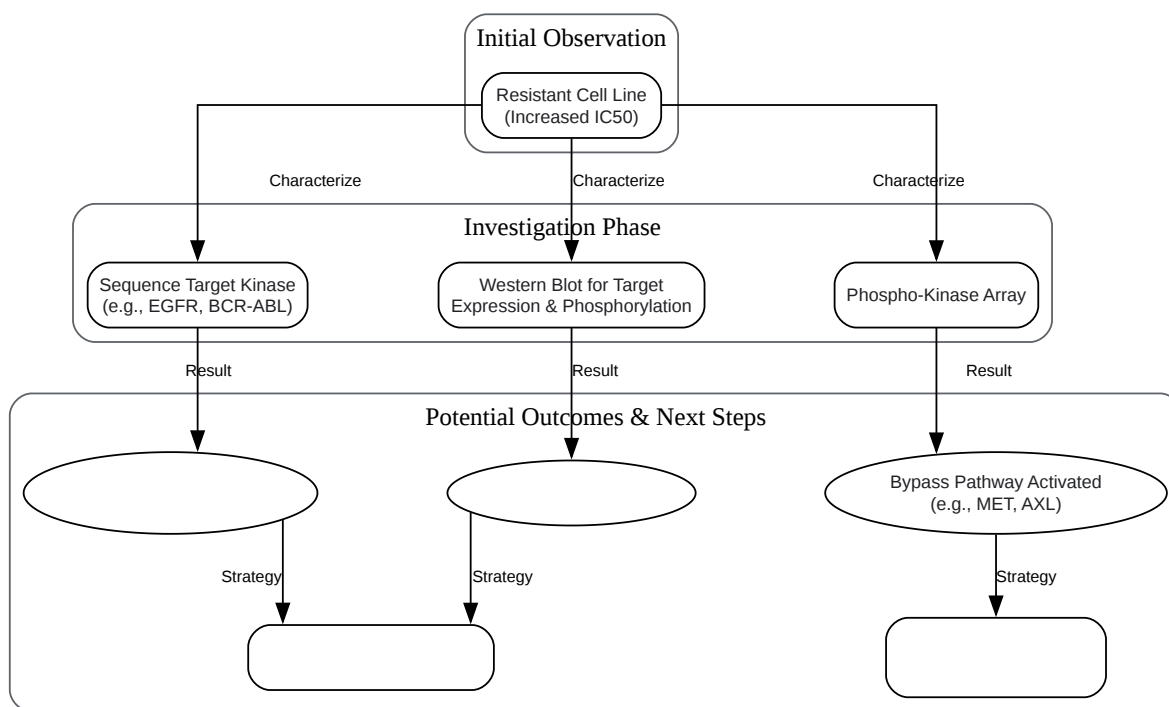 Initial Observation
Resistant Cell Line
(Increased IC50)
Characterize
Characterize
Characterize
Investigation Phase
Sequence Target Kinase
(e.g., EGFR, BCR-ABL)
Western Blot for Target
Expression & Phosphorylation
Phospho-Kinase Array
Result
Result
Result
Potential Outcomes & Next Steps
Bypass Pathway Activated
(e.g., MET, AXL)
Strategy
Strategy
Strategy